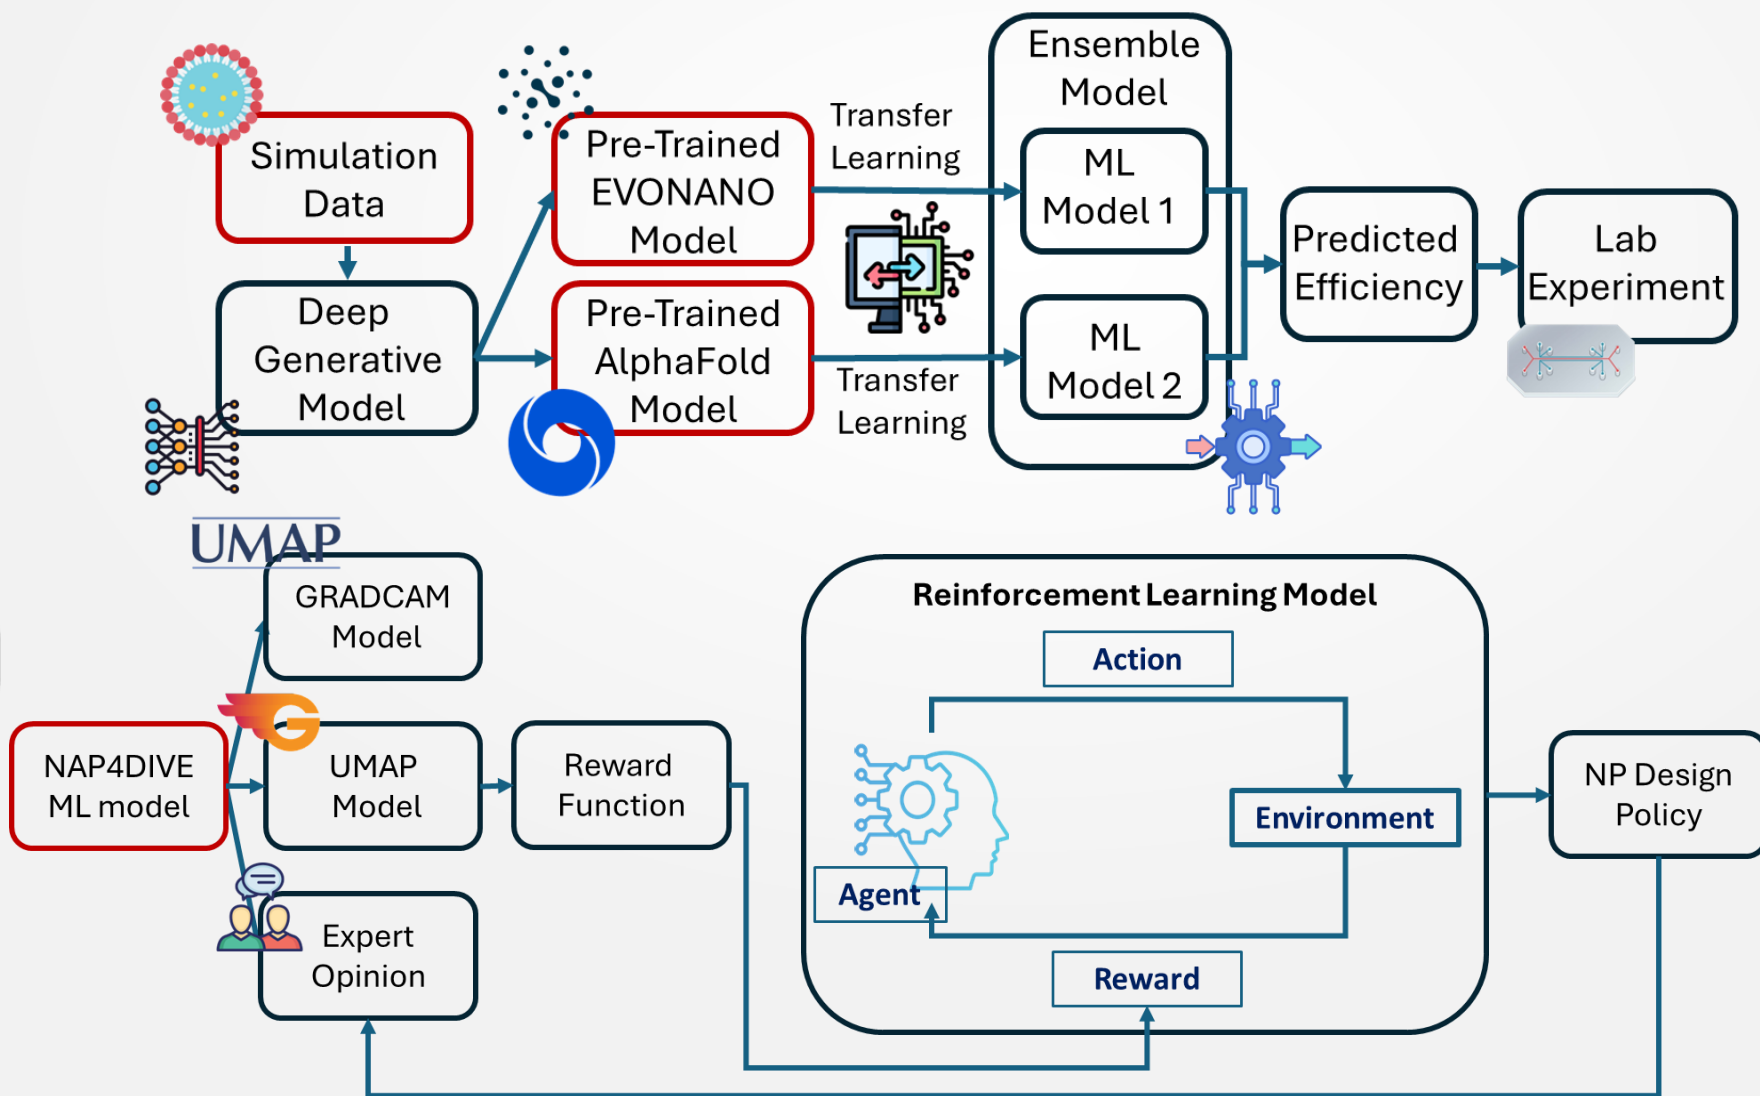 Simulation
Data
Deep
Generative
Model
Pre-Trained
EVONANO
Model
Pre-Trained
AlphaFold
Model
Transfer
Learning
Transfer
Learning
Ensemble
Model
ML
Model 1
ML
Model 2
Predicted
Efficiency
Lab
Experiment
UMAP
GRADCAM
Model
NAP4DIVE
ML model
UMAP
Model
Reward
Function
Expert
Opinion
Reinforcement Learning Model
Action
Environment
Agent
Reward
NP Design
Policy